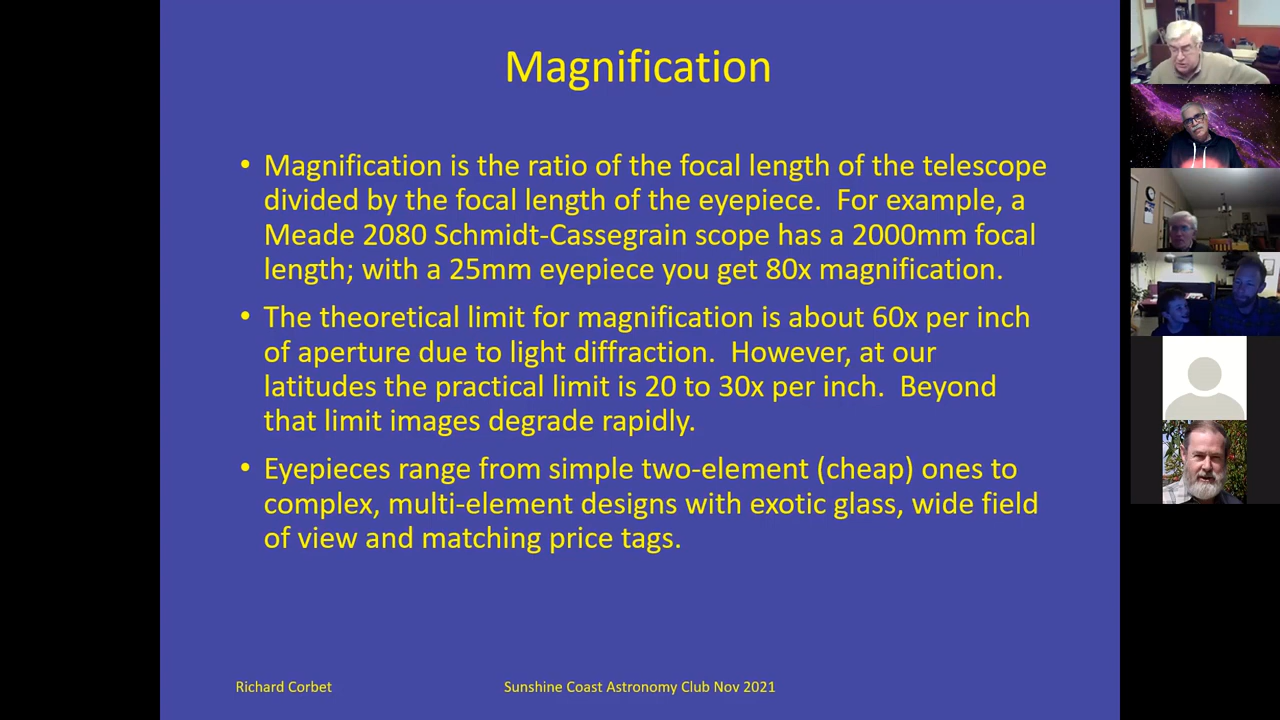 Magnification
• Magnification is the ratio of the focal length of the telescope
divided by the focal length of the eyepiece.  For example, a
Meade 2080 Schmidt-Cassegrain scope has a 2000mm focal
length; with a 25mm eyepiece you get 80x magnification.
• The theoretical limit for magnification is about 60x per inch
of aperture due to light diffraction.  However, at our
latitudes the practical limit is 20 to 30x per inch.  Beyond
that limit images degrade rapidly.
• Eyepieces range from simple two-element (cheap) ones to
complex, multi-element designs with exotic glass, wide field
of view and matching price tags.
Richard Corbet
Sunshine Coast Astronomy Club Nov 2021